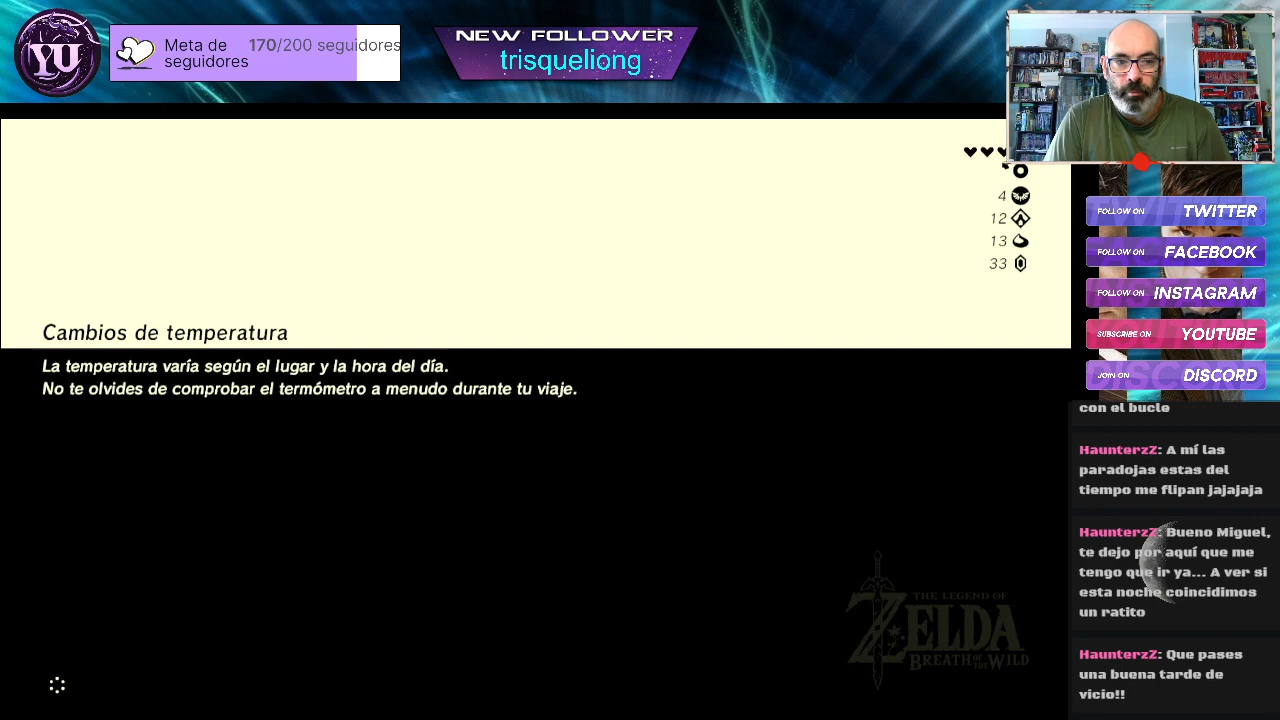 YU
Meta de seguidores
170/200 seguidores
NEW FOLLOWER
trisqueliong
4
12
13
33
Cambios de temperatura
La temperatura varía según el lugar y la hora del día.
No te olvides de comprobar el termómetro a menudo durante tu viaje.
THE LEGEND OF
ZELDA
BREATH OF THE WILD
FOLLOW ON TWITTER
FOLLOW ON FACEBOOK
FOLLOW ON INSTAGRAM
SUBSCRIBE ON YOUTUBE
JOIN ON DISCORD
con el bucle
HaunterzZ: A mí las
paradojas estas del
tiempo me flipan jajajaja
HaunterzZ: Bueno Miguel,
te dejo por aquí que me
tengo que ir ya... A ver si
esta noche coincidimos
un ratito
HaunterzZ: Que pases
una buena tarde de
vicio!!